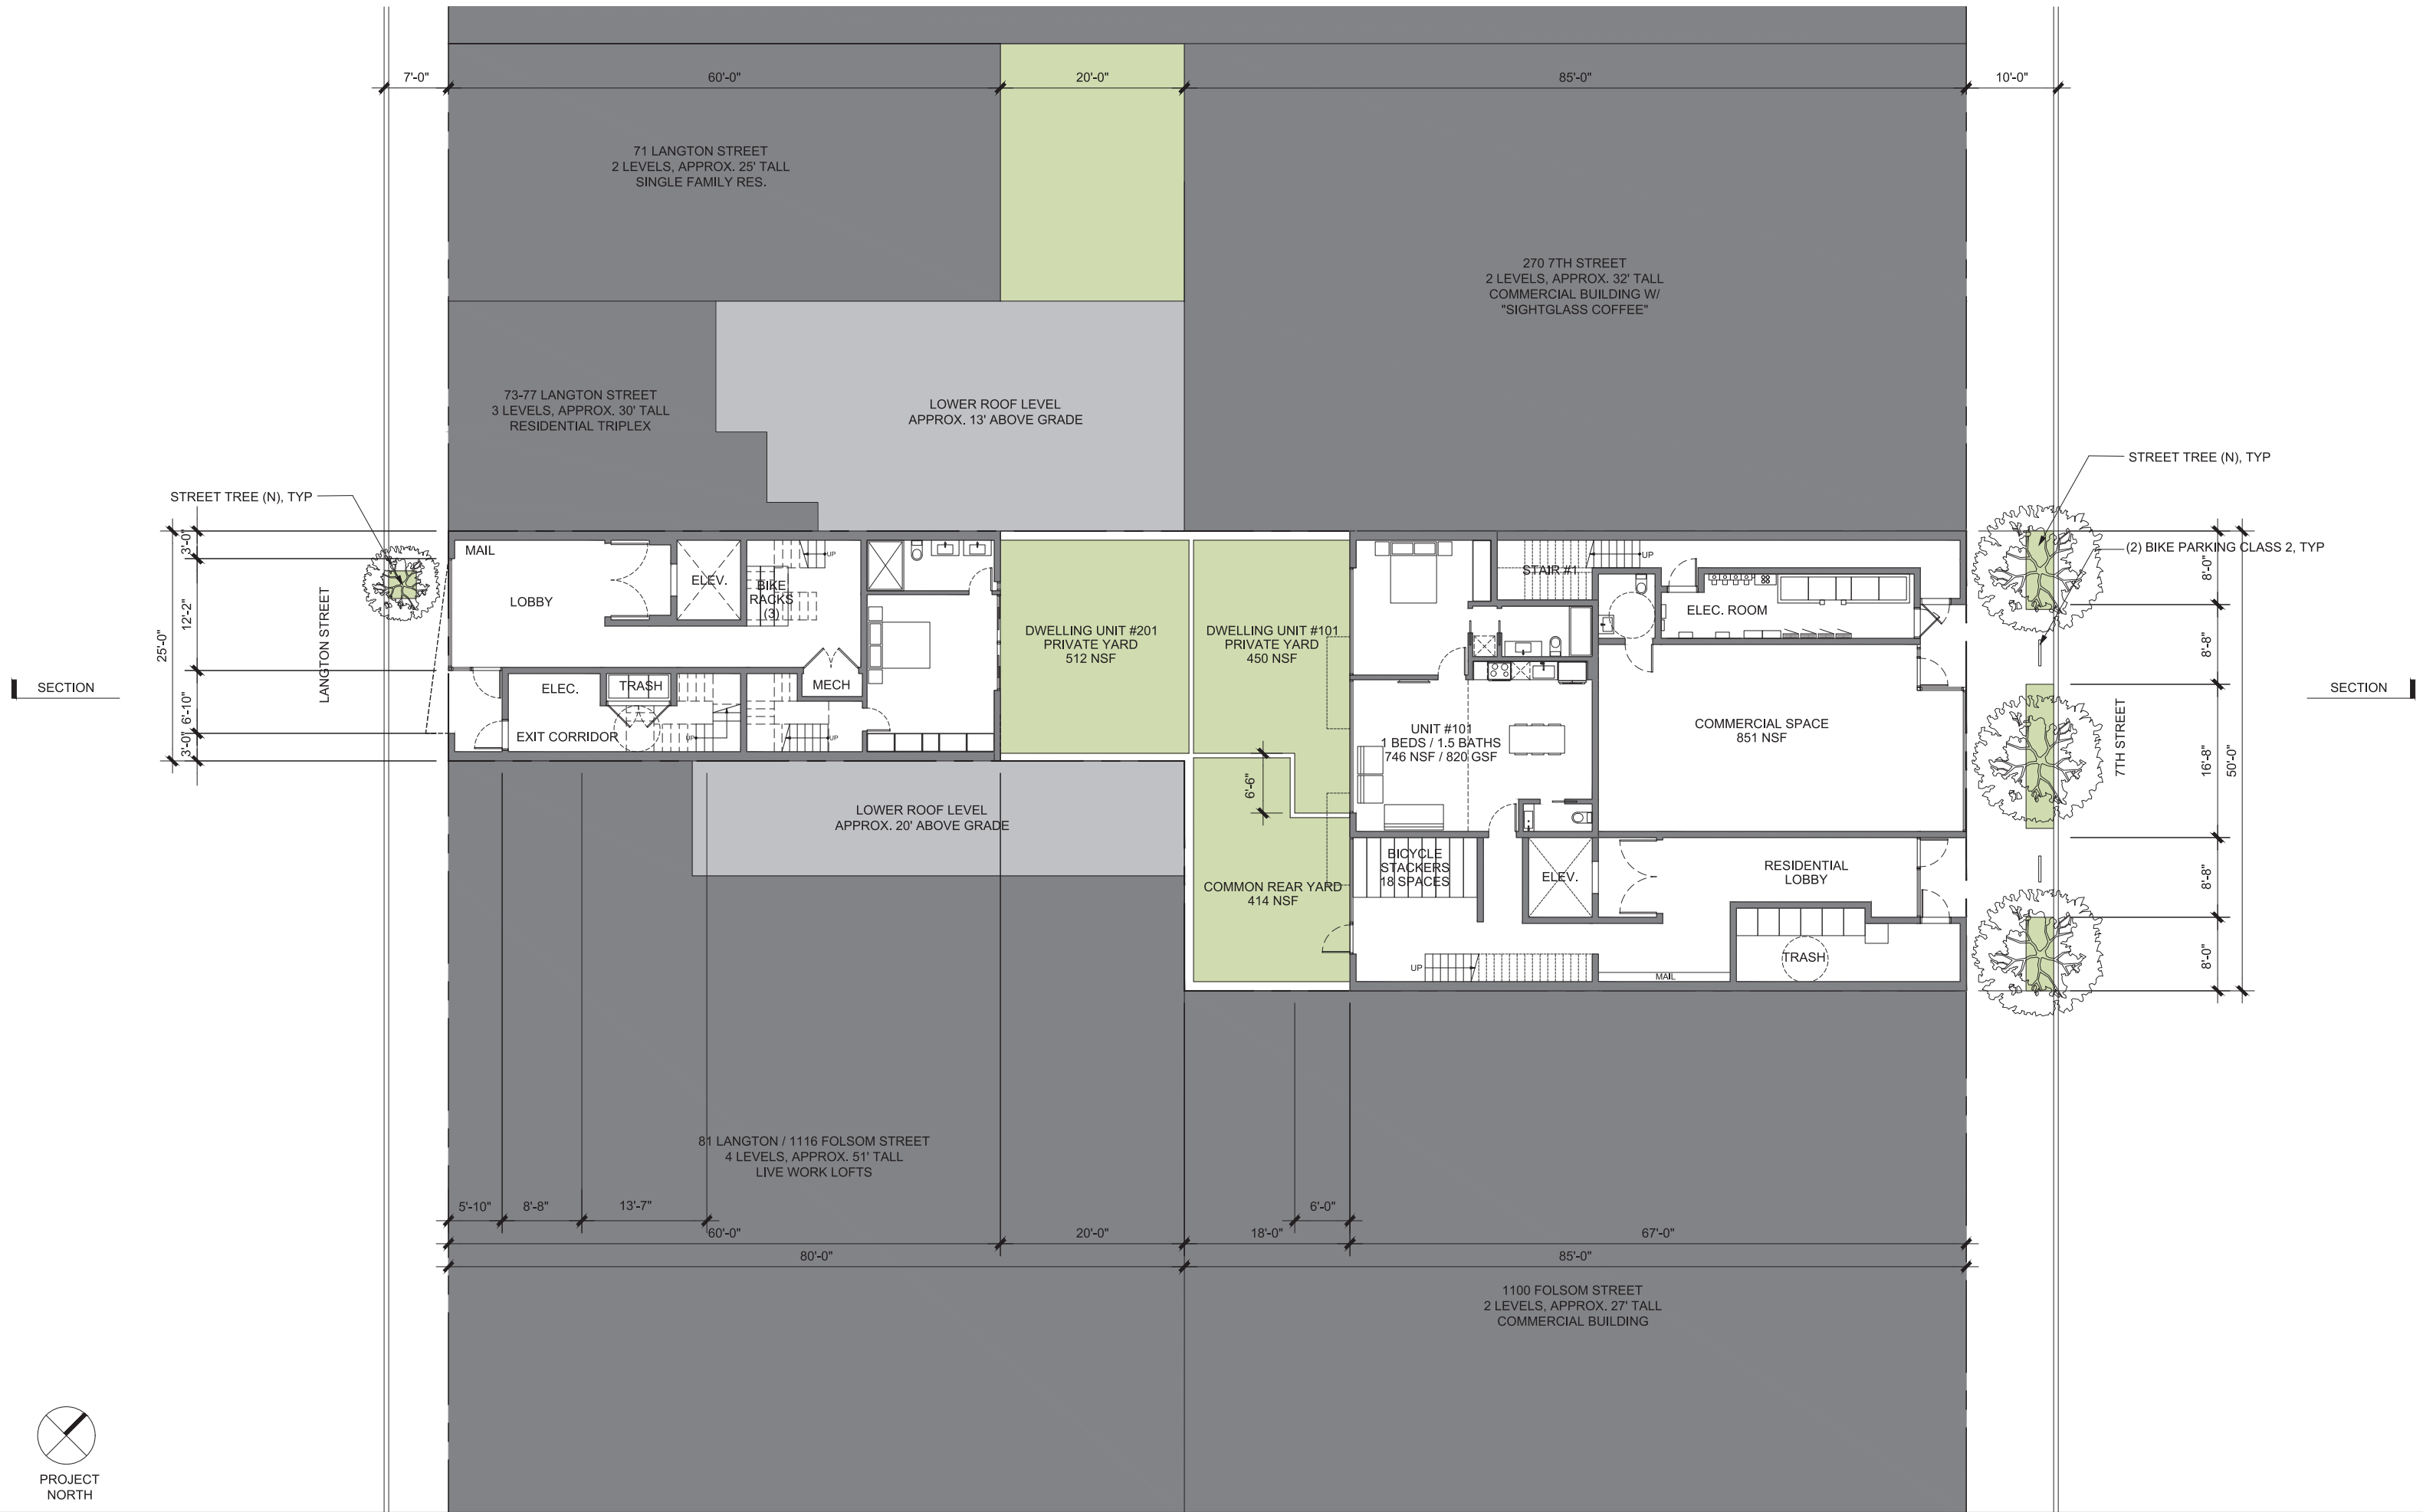 7'-0"
60'-0"
20'-0"
85'-0"
10'-0"
71 LANGTON STREET
2 LEVELS, APPROX. 25' TALL
SINGLE FAMILY RES.
270 7TH STREET
2 LEVELS, APPROX. 32' TALL
COMMERCIAL BUILDING W/
"SIGHTGLASS COFFEE"
73-77 LANGTON STREET
3 LEVELS, APPROX. 30' TALL
RESIDENTIAL TRIPLEX
LOWER ROOF LEVEL
APPROX. 13' ABOVE GRADE
STREET TREE (N), TYP
STREET TREE (N), TYP
(2) BIKE PARKING CLASS 2, TYP
25'-0"
3'-0"
12'-2"
6'-10"
3'-0"
LANGTON STREET
SECTION
MAIL
LOBBY
ELEV.
UP
BIKE
RACKS
(3)
ELEC.
TRASH
MECH
EXIT CORRIDOR
UP
UP
DWELLING UNIT #201
PRIVATE YARD
512 NSF
DWELLING UNIT #101
PRIVATE YARD
450 NSF
STAIR #1
UP
ELEC. ROOM
UNIT #101
1 BEDS / 1.5 BATHS
746 NSF / 820 GSF
COMMERCIAL SPACE
851 NSF
6'-6"
COMMON REAR YARD
414 NSF
BICYCLE
STACKERS
18 SPACES
ELEV.
RESIDENTIAL
LOBBY
UP
MAIL
TRASH
7TH STREET
8'-0"
8'-8"
16'-8"
8'-8"
8'-0"
50'-0"
SECTION
LOWER ROOF LEVEL
APPROX. 20' ABOVE GRADE
81 LANGTON / 1116 FOLSOM STREET
4 LEVELS, APPROX. 51' TALL
LIVE WORK LOFTS
5'-10"
8'-8"
13'-7"
6'-0"
60'-0"
20'-0"
18'-0"
67'-0"
80'-0"
85'-0"
1100 FOLSOM STREET
2 LEVELS, APPROX. 27' TALL
COMMERCIAL BUILDING
PROJECT
NORTH